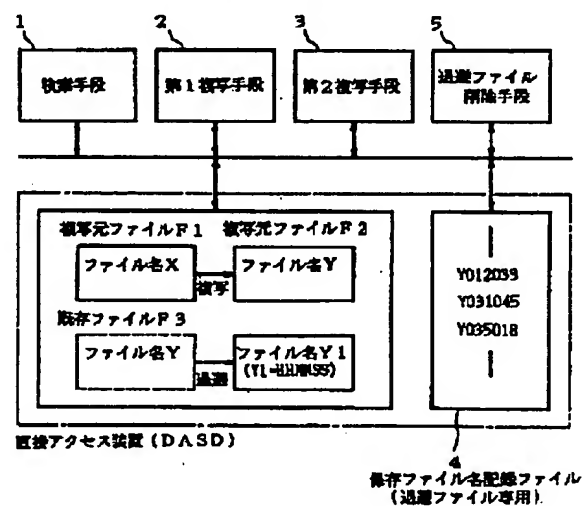 1
2
3
5
検索手段
第1複写手段
第2複写手段
退避ファイル
削除手段
複写元ファイルF1
複写元ファイルF2
ファイル名X
複写
ファイル名Y
既存ファイルF3
ファイル名Y
退避
ファイル名Y1
(Y1=HHMMSS)
Y012039
Y031045
Y035018
直接アクセス装置(DASD)
4
保存ファイル名記録ファイル
(退避ファイル専用)